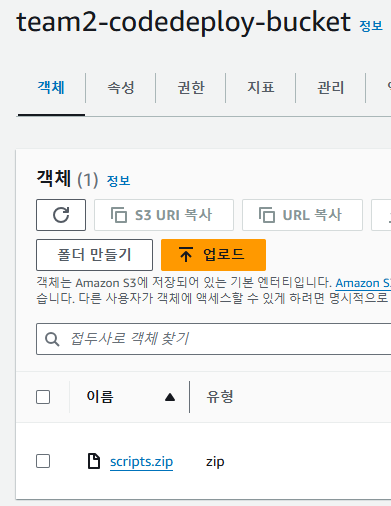 team2-codedeploy-bucket 정보
객체 속성 권한 지표 관리
객체 (1) 정보
S3 URI 복사 URL 복사
폴더 만들기 업로드
객체는 Amazon S3에 저장되어 있는 기본 엔터티입니다. Amazon S
습니다. 다른 사용자가 객체에 액세스할 수 있게 하려면 명시적으로
접두사로 객체 찾기
이름 유형
scripts.zip zip